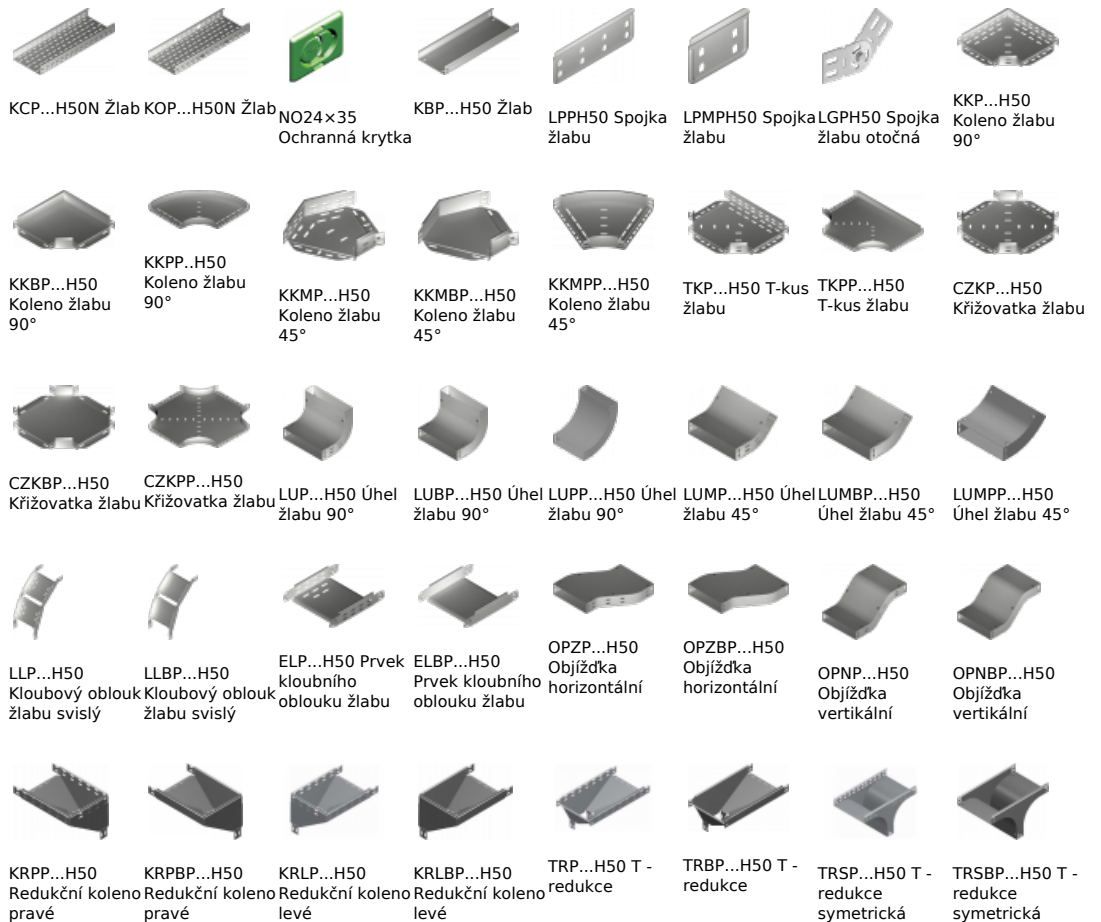 KCP...H50N Žlab
KOP...H50N Žlab
NO24×35
Ochranná krytka
KBP...H50 Žlab
LPPH50 Spojka
žlabu
LPMPH50 Spojka
žlabu
LGPH50 Spojka
žlabu otočná
KKP...H50
Koleno žlabu
90°
KKBP...H50
Koleno žlabu
90°
KKPP..H50
Koleno žlabu
90°
KKMP...H50
Koleno žlabu
45°
KKMBP...H50
Koleno žlabu
45°
KKMPP...H50
Koleno žlabu
45°
TKP...H50 T-kus
žlabu
TKPP...H50
T-kus žlabu
CZKP...H50
Křižovatka žlabu
CZKBP...H50
Křižovatka žlabu
CZKPP...H50
Křižovatka žlabu
LUP...H50 Úhel
žlabu 90°
LUBP...H50 Úhel
žlabu 90°
LUPP...H50 Úhel
žlabu 90°
LUMP...H50 Úhel
žlabu 45°
LUMBP...H50
Úhel žlabu 45°
LUMPP...H50
Úhel žlabu 45°
LLP...H50
Kloubový oblouk
žlabu svislý
LLBP...H50
Kloubový oblouk
žlabu svislý
ELP...H50 Prvek
kloubního
oblouku žlabu
ELBP...H50
Prvek kloubního
oblouku žlabu
OPZP...H50
Objížďka
horizontální
OPZBP...H50
Objížďka
horizontální
OPNP...H50
Objížďka
vertikální
OPNBP...H50
Objížďka
vertikální
KRPP...H50
Redukční koleno
pravé
KRPBP...H50
Redukční koleno
pravé
KRLP...H50
Redukční koleno
levé
KRLBP...H50
Redukční koleno
levé
TRP...H50 T -
redukce
TRBP...H50 T -
redukce
TRSP...H50 T -
redukce
symetrická
TRSBP...H50 T -
redukce
symetrická